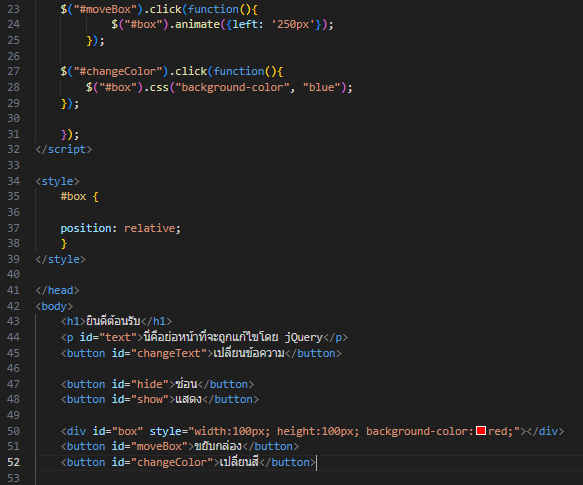 23 $("#moveBox").click(function(){
24 $("#box").animate({left: '250px'});
25 });
26
27 $("#changeColor").click(function(){
28 $("#box").css("background-color", "blue");
29 });
30
31 });
32 </script>
33
34 <style>
35 #box {
36
37 position: relative;
38 }
39 </style>
40
41 </head>
42 <body>
43 <h1>ยินดีต้อนรับ</h1>
44 <p id="text">นี่คือย่อหน้าที่จะถูกแก้ไขโดย jQuery</p>
45 <button id="changeText">เปลี่ยนข้อความ</button>
46
47 <button id="hide">ซ่อน</button>
48 <button id="show">แสดง</button>
49
50 <div id="box" style="width:100px; height:100px; background-color:red;"></div>
51 <button id="moveBox">ขยับกล่อง</button>
52 <button id="changeColor">เปลี่ยนสี</button>
53